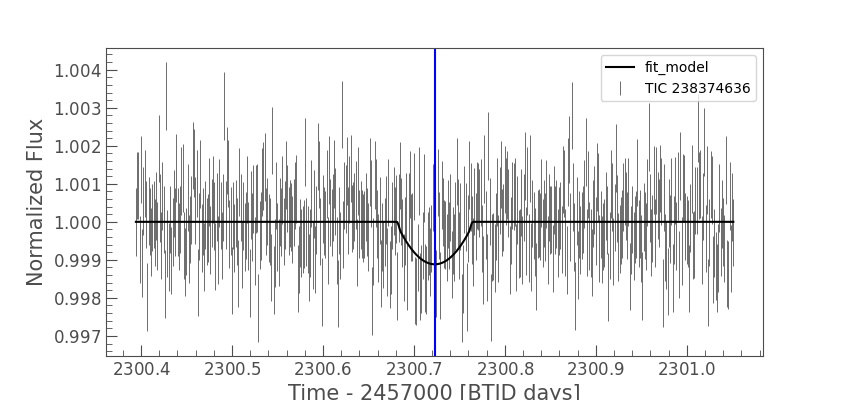 fit_model
TIC 238374636
Normalized Flux
1.004
1.003
1.002
1.001
1.000
0.999
0.998
0.997
2300.4 2300.5 2300.6 2300.7 2300.8 2300.9 2301.0
Time - 2457000 [BTJD days]